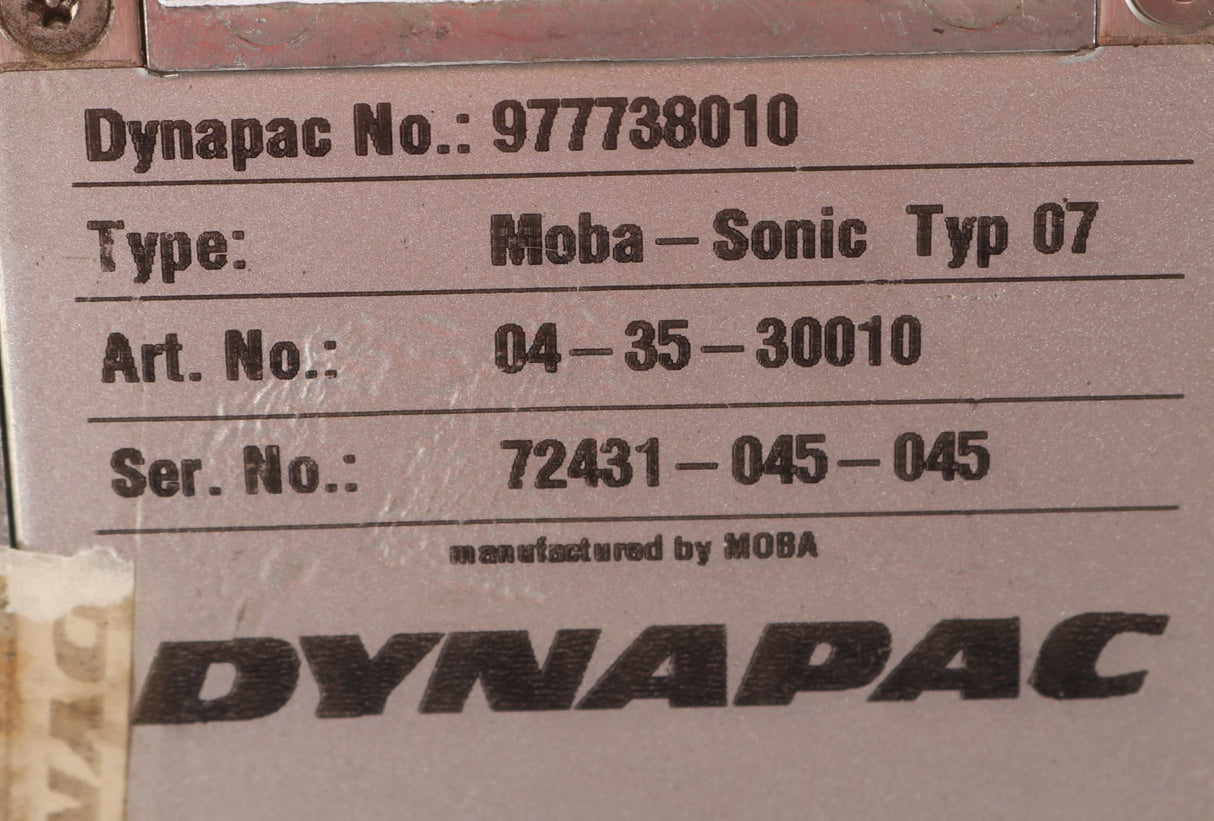 Dynapac No.: 977738010
Type: Moba-Sonic Typ 07
Art. No.: 04-35-30010
Ser. No.: 72431-045-045
manufactured by MOBA
DYNAPAC